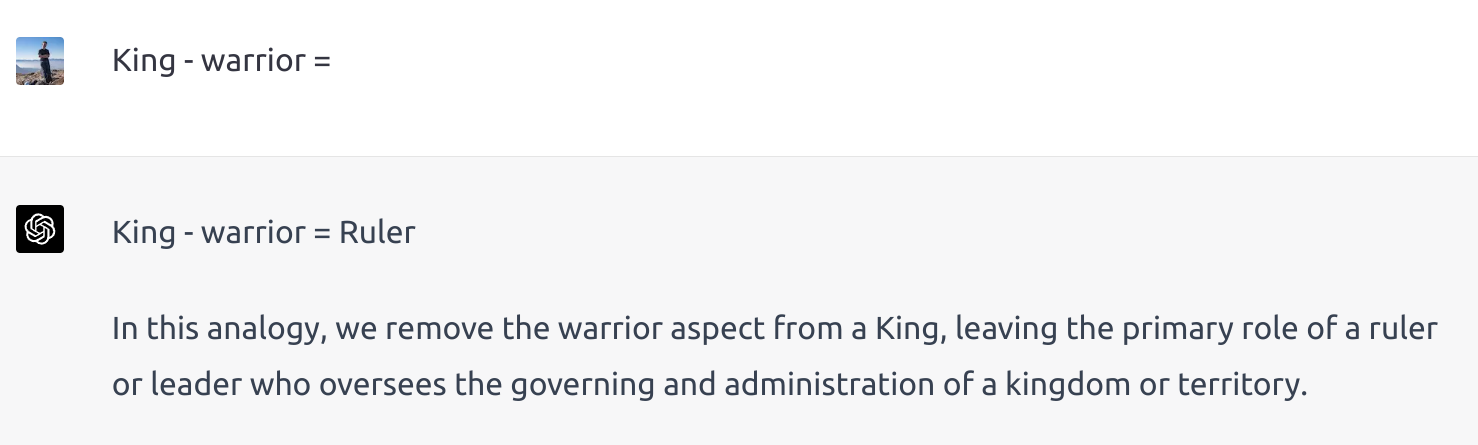 King - warrior =
King - warrior = Ruler
In this analogy, we remove the warrior aspect from a King, leaving the primary role of a ruler
or leader who oversees the governing and administration of a kingdom or territory.